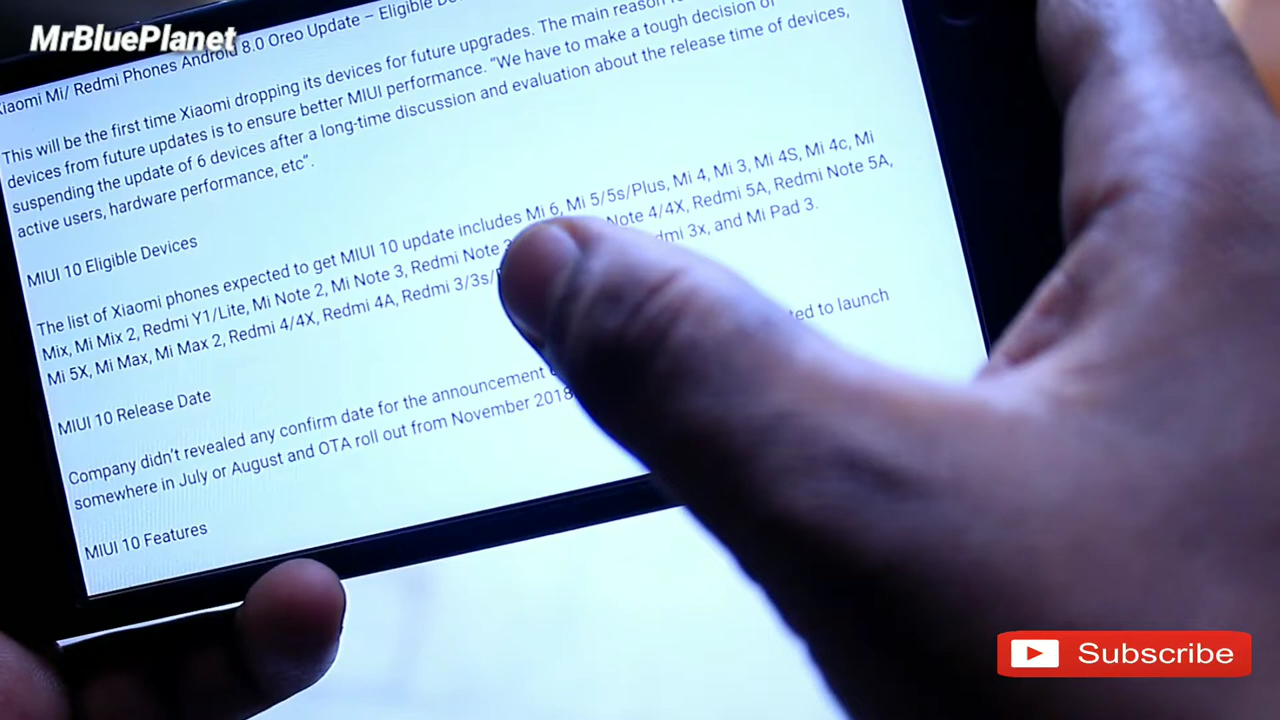 MrBluePlanet
Xiaomi Mi/ Redmi Phones Android 8.0 Oreo Update – Eligible
This will be the first time Xiaomi dropping its devices for future upgrades. The main reason
devices from future updates is to ensure better MIUI performance. “We have to make a tough decision of
suspending the update of 6 devices after a long-time discussion and evaluation about the release time of devices,
active users, hardware performance, etc”.
MIUI 10 Eligible Devices
The list of Xiaomi phones expected to get MIUI 10 update includes Mi 6, Mi 5/5s/Plus, Mi 4, Mi 3, Mi 4S, Mi 4c, Mi
Mix, Mi Mix 2, Redmi Y1/Lite, Mi Note 2, Mi Note 3, Redmi Note Note 4/4X, Redmi 5A, Redmi Note 5A,
Mi 5X, Mi Max, Mi Max 2, Redmi 4/4X, Redmi 4A, Redmi 3/3s/ 3x, and Mi Pad 3.
MIUI 10 Release Date
Company didn’t revealed any confirm date for the announcement to launch
somewhere in July or August and OTA roll out from November 2018
MIUI 10 Features
Subscribe